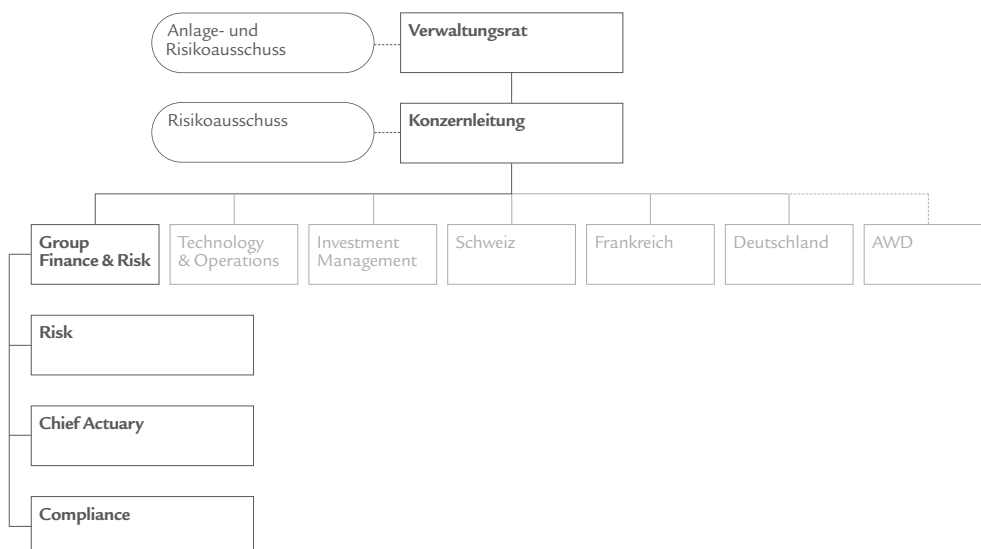 Anlage- und
Risikoausschuss
Verwaltungsrat
Risikoausschuss
Konzernleitung
Group
Finance & Risk
Technology
& Operations
Investment
Management
Schweiz
Frankreich
Deutschland
AWD
Risk
Chief Actuary
Compliance